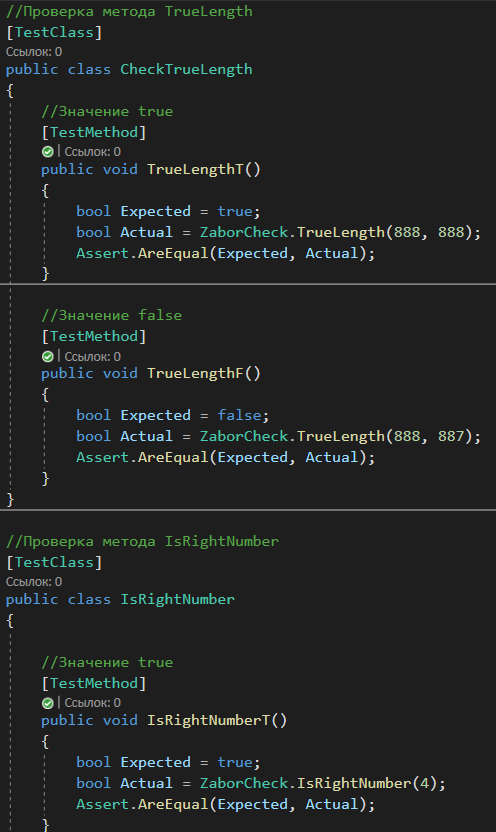 //Проверка метода TrueLength
[TestClass]
Ссылок: 0
public class CheckTrueLength
{
//Значение true
[TestMethod]
| Ссылок: 0
public void TrueLengthT()
{
bool Expected = true;
bool Actual = ZaborCheck.TrueLength(888, 888);
Assert.AreEqual(Expected, Actual);
}
//Значение false
[TestMethod]
| Ссылок: 0
public void TrueLengthF()
{
bool Expected = false;
bool Actual = ZaborCheck.TrueLength(888, 887);
Assert.AreEqual(Expected, Actual);
}
}
//Проверка метода IsRightNumber
[TestClass]
Ссылок: 0
public class IsRightNumber
{
//Значение true
[TestMethod]
| Ссылок: 0
public void IsRightNumberT()
{
bool Expected = true;
bool Actual = ZaborCheck.IsRightNumber(4);
Assert.AreEqual(Expected, Actual);
}